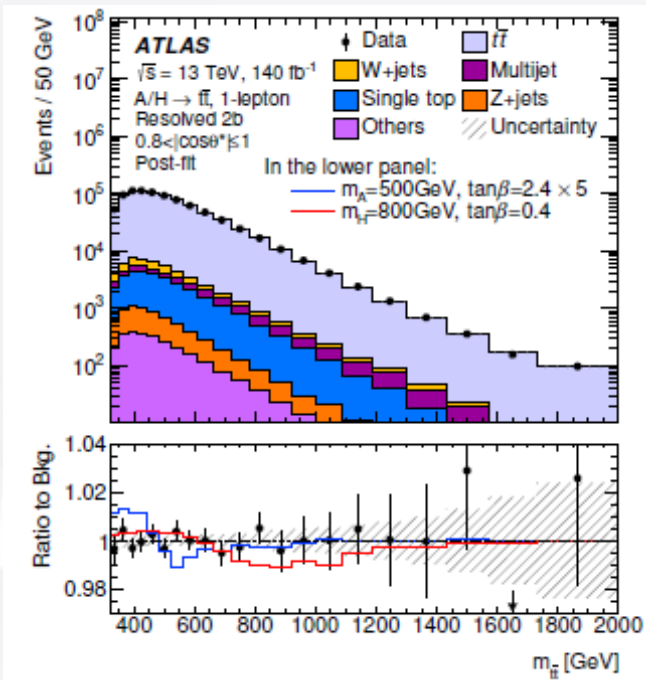 ATLAS
√s = 13 TeV, 140 fb⁻¹
A/H → tt̄, 1-lepton
Resolved 2b
0.8<|cosθ*|≤1
Post-fit
Data
tt̄
W+jets
Multijet
Single top
Z+jets
Others
Uncertainty
In the lower panel:
m_A=500GeV, tanβ=2.4 × 5
m_H=800GeV, tanβ=0.4
Events / 50 GeV
10⁸
10⁷
10⁶
10⁵
10⁴
10³
10²
Ratio to Bkg.
1.04
1.02
1
0.98
400 600 800 1000 1200 1400 1600 1800 2000
m_tt̄ [GeV]